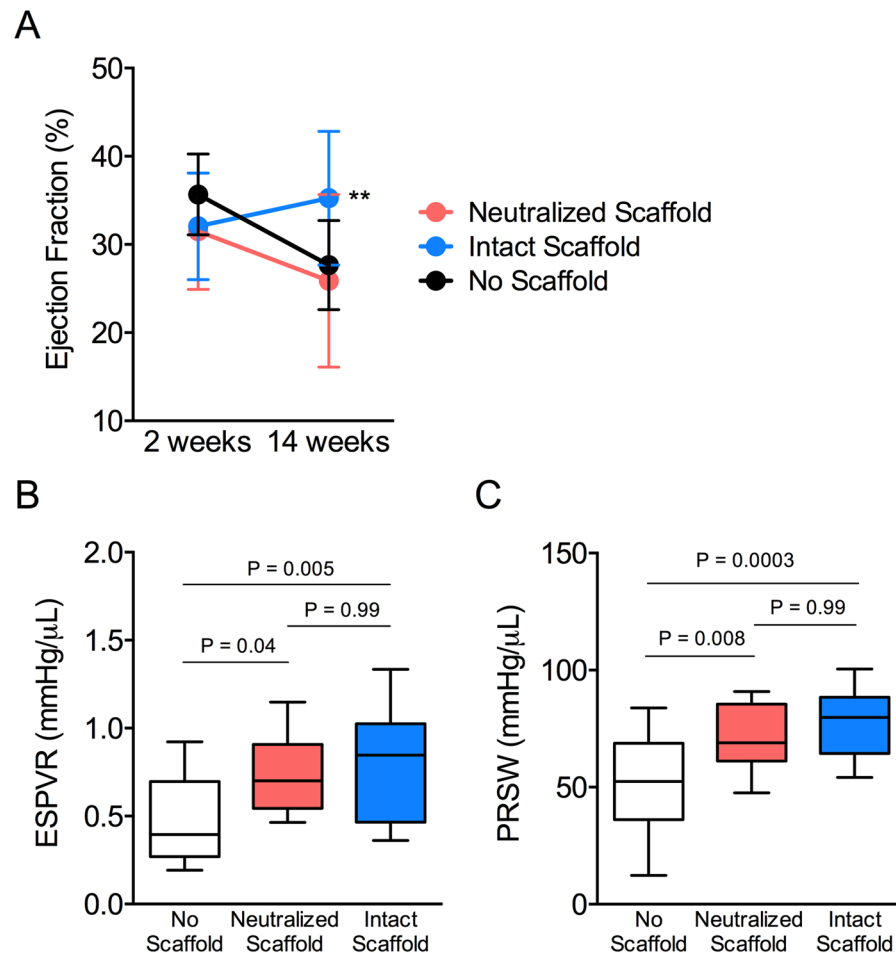 A
Ejection Fraction (%)
50
40
30
20
10
2 weeks
14 weeks
**
Neutralized Scaffold
Intact Scaffold
No Scaffold
B
ESPVR (mmHg/μL)
2.0
1.5
1.0
0.5
0.0
P = 0.005
P = 0.99
P = 0.04
No
Scaffold
Neutralized
Scaffold
Intact
Scaffold
C
PRSW (mmHg/μL)
150
100
50
0
P = 0.0003
P = 0.99
P = 0.008
No
Scaffold
Neutralized
Scaffold
Intact
Scaffold